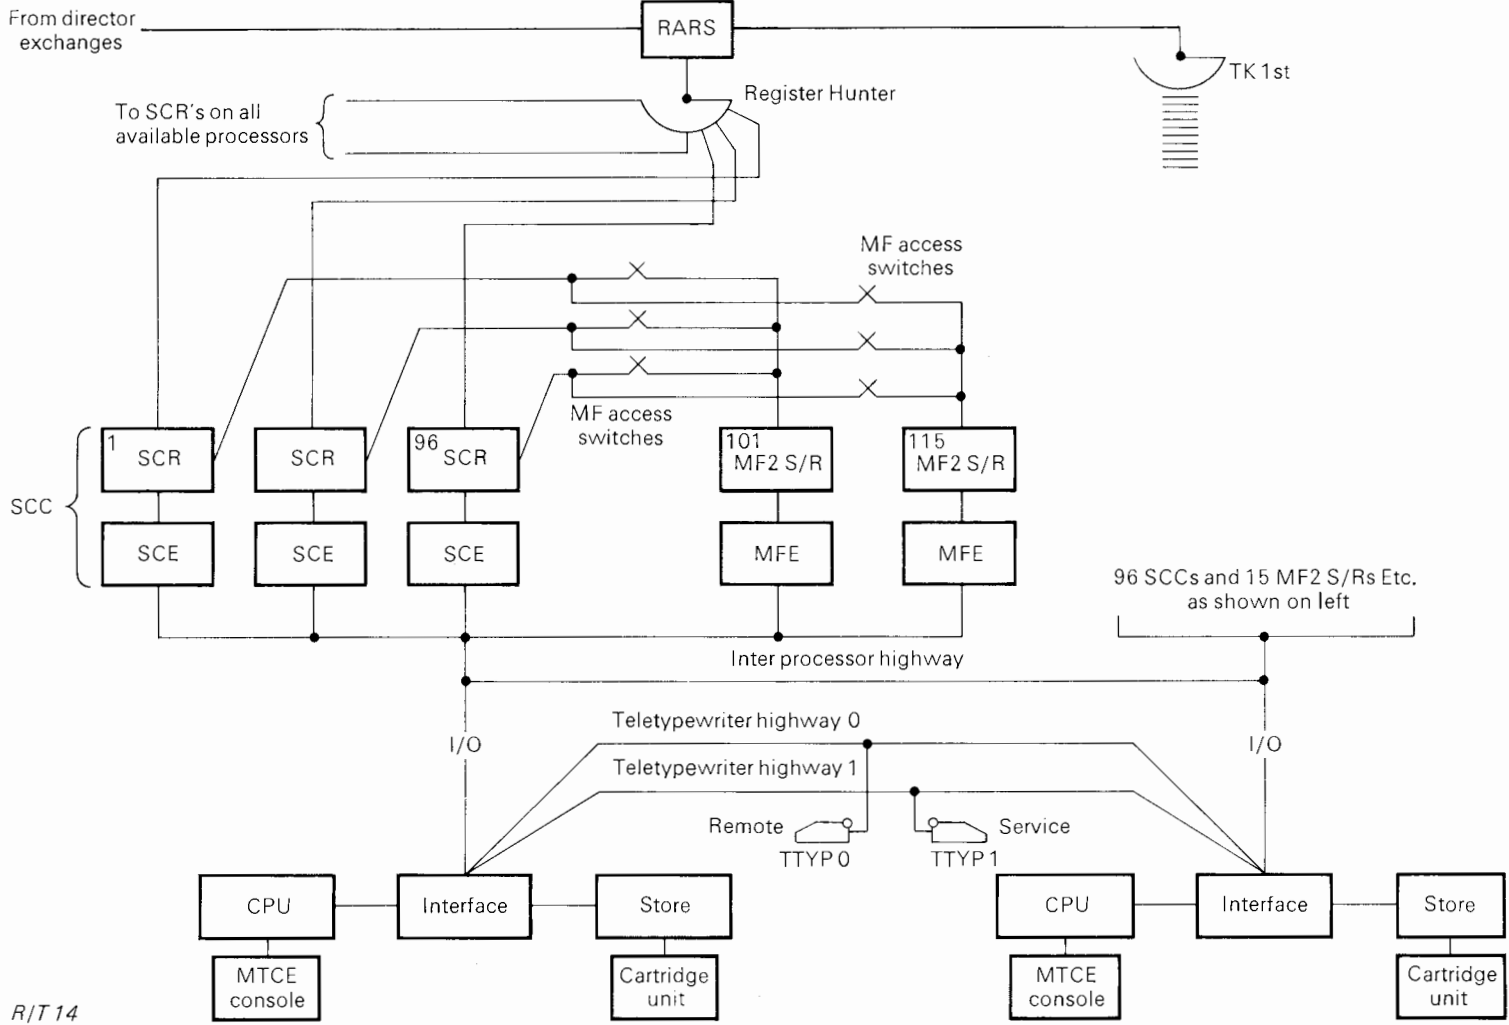 From director
exchanges
RARS
TK 1st
Register Hunter
To SCR's on all
available processors
MF access
switches
MF access
switches
SCC
1
SCR
SCR
96
SCR
101
MF2 S/R
115
MF2 S/R
SCE
SCE
SCE
MFE
MFE
96 SCCs and 15 MF2 S/Rs Etc.
as shown on left
Inter processor highway
Teletypewriter highway 0
I/O
I/O
Teletypewriter highway 1
Remote
TTYP 0
Service
TTYP 1
CPU
Interface
Store
CPU
Interface
Store
MTCE
console
Cartridge
unit
MTCE
console
Cartridge
unit
R/T 14